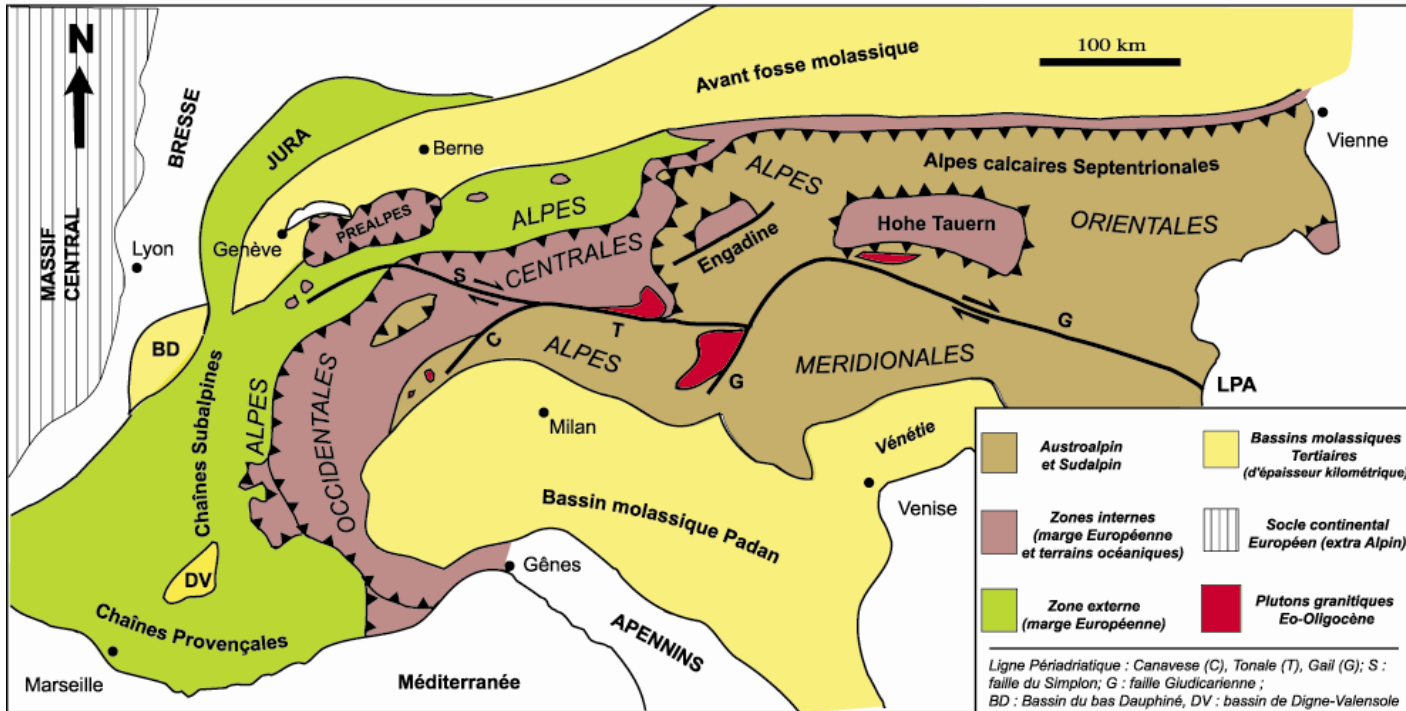 N
100 km
Avant fosse molassique
MASSIF
CENTRAL
BRESSE
JURA
Berne
Vienne
Alpes calcaires Septentrionales
ALPES
ORIENTALES
PREALPES
ALPES
Hohe Tauern
Lyon
Genève
CENTRALES
Engadine
S
BD
C
T
G
G
ALPES
MERIDIONALES
LPA
Chaînes Subalpines
ALPES
OCCIDENTALES
Milan
Vénétie
Venise
Bassin molassique Padan
DV
Gênes
Chaînes Provençales
APENNINS
Marseille
Méditerranée
Austroalpin
et Sudalpin
Bassins molassiques
Tertiaires
(d'épaisseur kilométrique)
Zones internes
(marge Européenne
et terrains océaniques)
Socle continental
Européen (extra Alpin)
Zone externe
(marge Européenne)
Plutons granitiques
Eo-Oligocène
Ligne Périadriatique : Canavese (C), Tonale (T), Gail (G); S :
faille du Simplon; G : faille Giudicarienne ;
BD : Bassin du bas Dauphiné, DV : bassin de Digne-Valensole